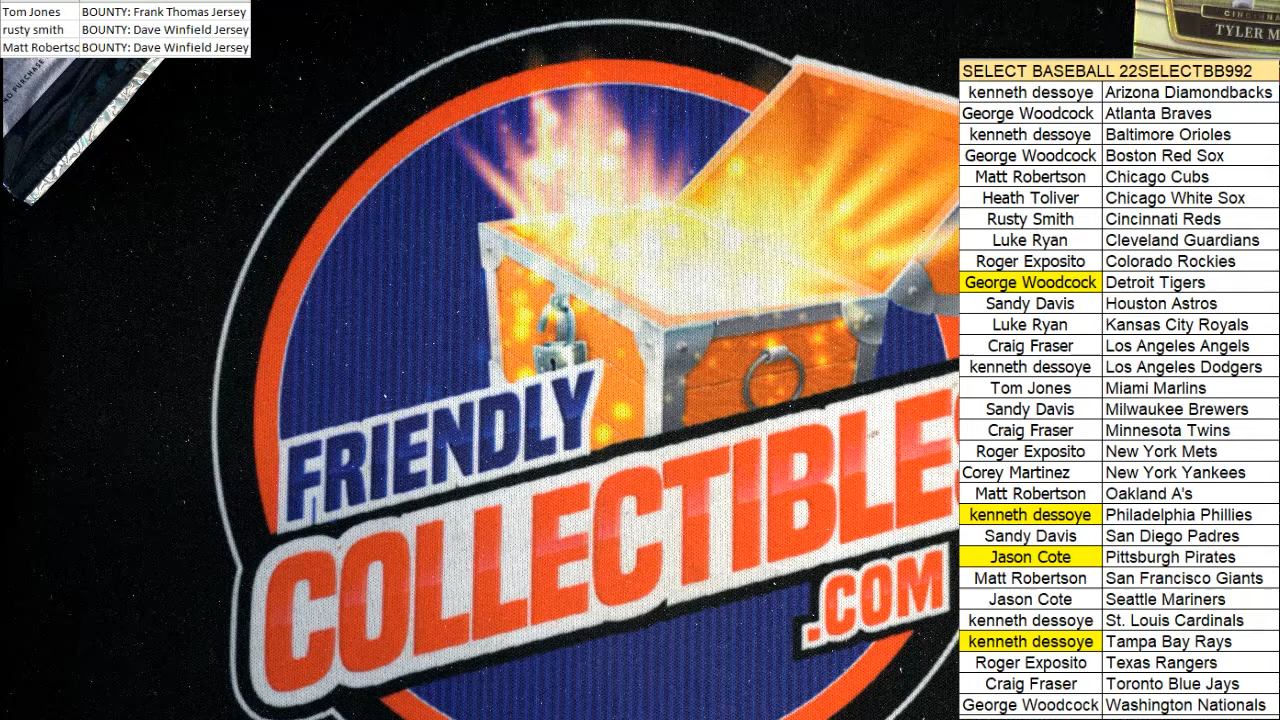 Tom Jones BOUNTY: Frank Thomas Jersey
rusty smith BOUNTY: Dave Winfield Jersey
Matt Robertso BOUNTY: Dave Winfield Jersey
NO PURCHASE
CINCINN
TYLER M
FRIENDLY
COLLECTIBLE
.COM
SELECT BASEBALL 22SELECTBB992
kenneth dessoye Arizona Diamondbacks
George Woodcock Atlanta Braves
kenneth dessoye Baltimore Orioles
George Woodcock Boston Red Sox
Matt Robertson Chicago Cubs
Heath Toliver Chicago White Sox
Rusty Smith Cincinnati Reds
Luke Ryan Cleveland Guardians
Roger Exposito Colorado Rockies
George Woodcock Detroit Tigers
Sandy Davis Houston Astros
Luke Ryan Kansas City Royals
Craig Fraser Los Angeles Angels
kenneth dessoye Los Angeles Dodgers
Tom Jones Miami Marlins
Sandy Davis Milwaukee Brewers
Craig Fraser Minnesota Twins
Roger Exposito New York Mets
Corey Martinez New York Yankees
Matt Robertson Oakland A's
kenneth dessoye Philadelphia Phillies
Sandy Davis San Diego Padres
Jason Cote Pittsburgh Pirates
Matt Robertson San Francisco Giants
Jason Cote Seattle Mariners
kenneth dessoye St. Louis Cardinals
kenneth dessoye Tampa Bay Rays
Roger Exposito Texas Rangers
Craig Fraser Toronto Blue Jays
George Woodcock Washington Nationals